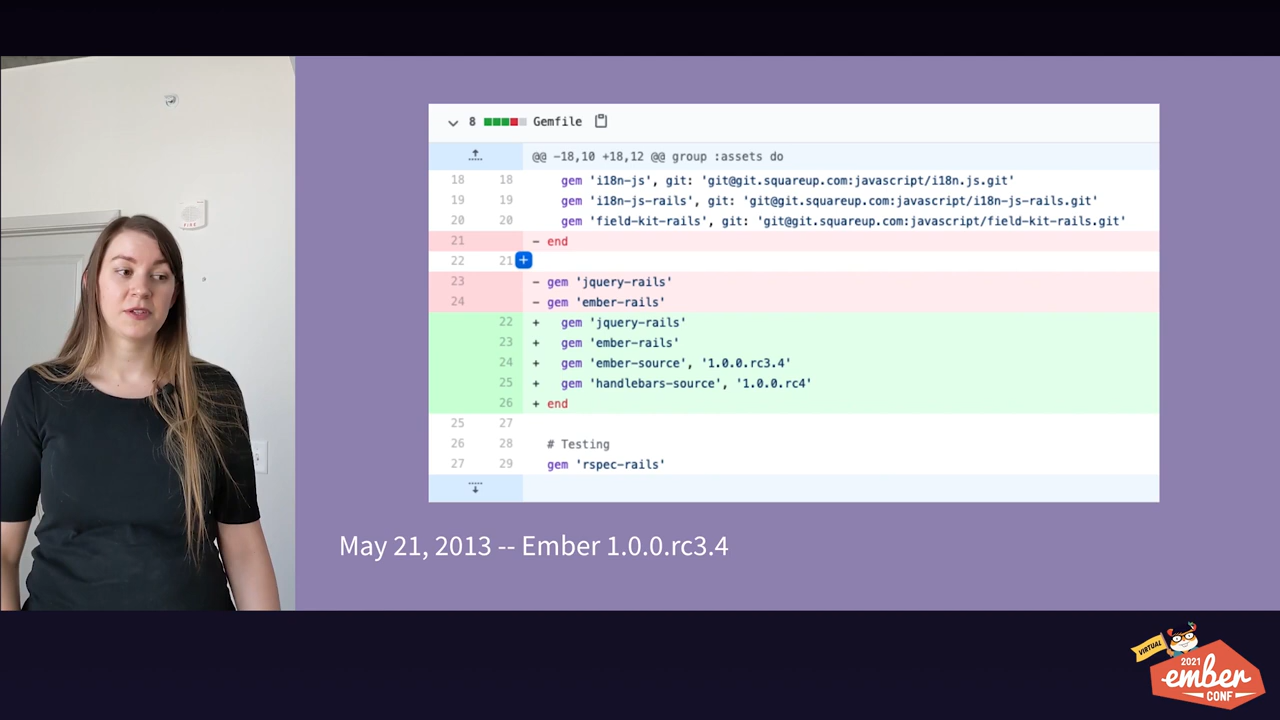 8 Gemfile
@@ -18,10 +18,12 @@ group :assets do
18 18 gem 'i18n-js', git: 'git@git.squareup.com:javascript/i18n.js.git'
19 19 gem 'i18n-js-rails', git: 'git@git.squareup.com:javascript/i18n-js-rails.git'
20 20 gem 'field-kit-rails', git: 'git@git.squareup.com:javascript/field-kit-rails.git'
21 - end
22 21 +
23 - gem 'jquery-rails'
24 - gem 'ember-rails'
22 + gem 'jquery-rails'
23 + gem 'ember-rails'
24 + gem 'ember-source', '1.0.0.rc3.4'
25 + gem 'handlebars-source', '1.0.0.rc4'
26 + end
25 27
26 28 # Testing
27 29 gem 'rspec-rails'
May 21, 2013 -- Ember 1.0.0.rc3.4
VIRTUAL
2021
ember
CONF